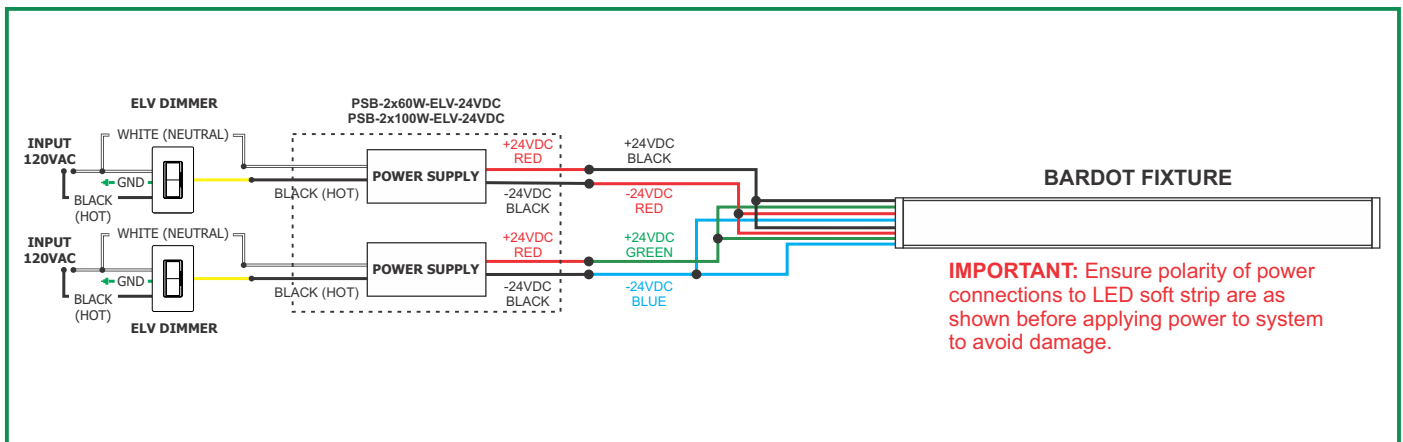 ELV DIMMER
PSB-2x60W-ELV-24VDC
PSB-2x100W-ELV-24VDC
INPUT
120VAC
WHITE (NEUTRAL)
GND
BLACK
(HOT)
BLACK (HOT)
POWER SUPPLY
+24VDC
RED
-24VDC
BLACK
+24VDC
BLACK
-24VDC
RED
INPUT
120VAC
WHITE (NEUTRAL)
GND
BLACK
(HOT)
ELV DIMMER
BLACK (HOT)
POWER SUPPLY
+24VDC
RED
-24VDC
BLACK
+24VDC
GREEN
-24VDC
BLUE
BARDOT FIXTURE
IMPORTANT: Ensure polarity of power
connections to LED soft strip are as
shown before applying power to system
to avoid damage.